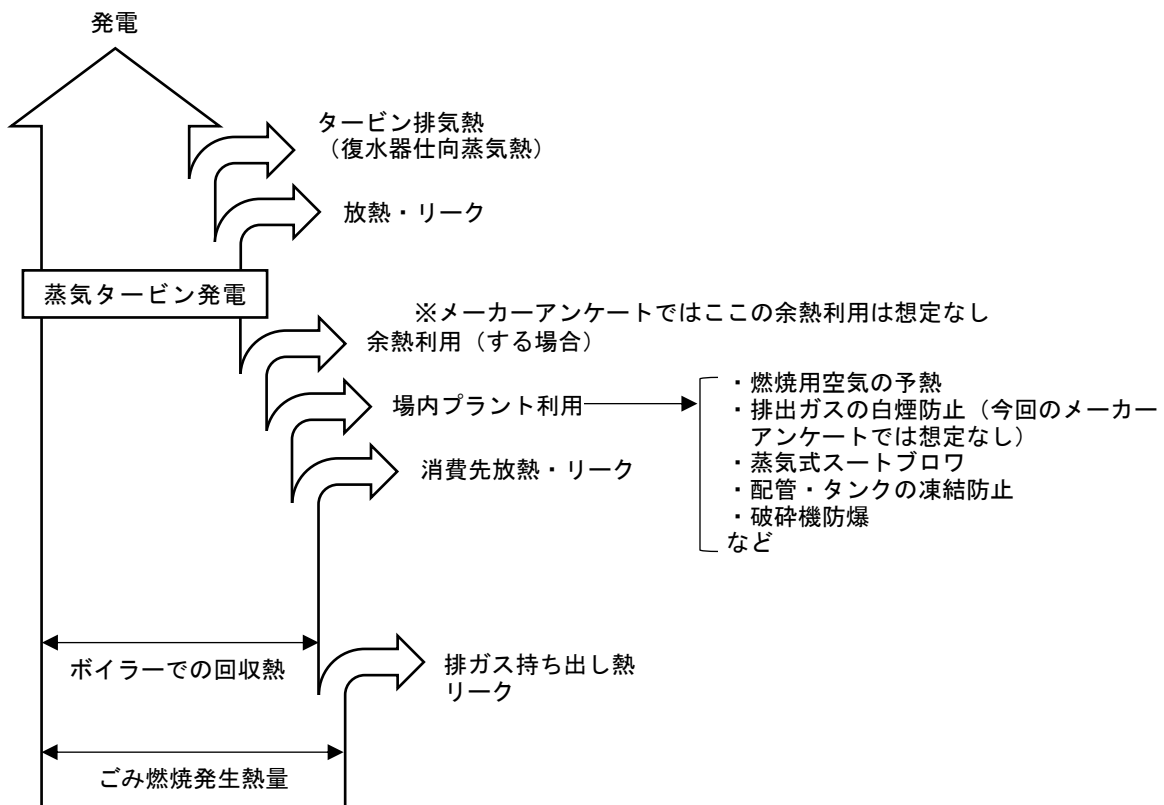 発電
タービン排気熱
（復水器仕向蒸気熱）
放熱・リーク
蒸気タービン発電
※メーカーアンケートではここの余熱利用は想定なし
余熱利用（する場合）
場内プラント利用
・燃焼用空気の予熱
・排出ガスの白煙防止（今回のメーカー
アンケートでは想定なし）
・蒸気式スートブロワ
・配管・タンクの凍結防止
・破砕機防爆
など
消費先放熱・リーク
ボイラーでの回収熱
排ガス持ち出し熱
リーク
ごみ燃焼発生熱量